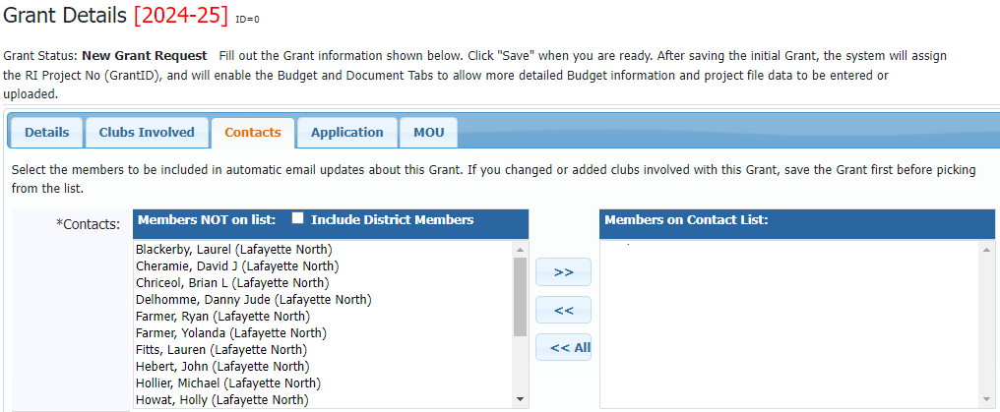 Grant Details [2024-25] ID=0
Grant Status: New Grant Request Fill out the Grant information shown below. Click "Save" when you are ready. After saving the initial Grant, the system will assign
the RI Project No (GrantID), and will enable the Budget and Document Tabs to allow more detailed Budget information and project file data to be entered or
uploaded.
Details Clubs Involved Contacts Application MOU
Select the members to be included in automatic email updates about this Grant. If you changed or added clubs involved with this Grant, save the Grant first before picking
from the list.
*Contacts: Members NOT on list: Include District Members Members on Contact List:
Blackerby, Laurel (Lafayette North)
Cheramie, David J (Lafayette North)
Chriceol, Brian L (Lafayette North)
Delhomme, Danny Jude (Lafayette North)
Farmer, Ryan (Lafayette North)
Farmer, Yolanda (Lafayette North)
Fitts, Lauren (Lafayette North)
Hebert, John (Lafayette North)
Hollier, Michael (Lafayette North)
Howat, Holly (Lafayette North)
>>
<<
<< All